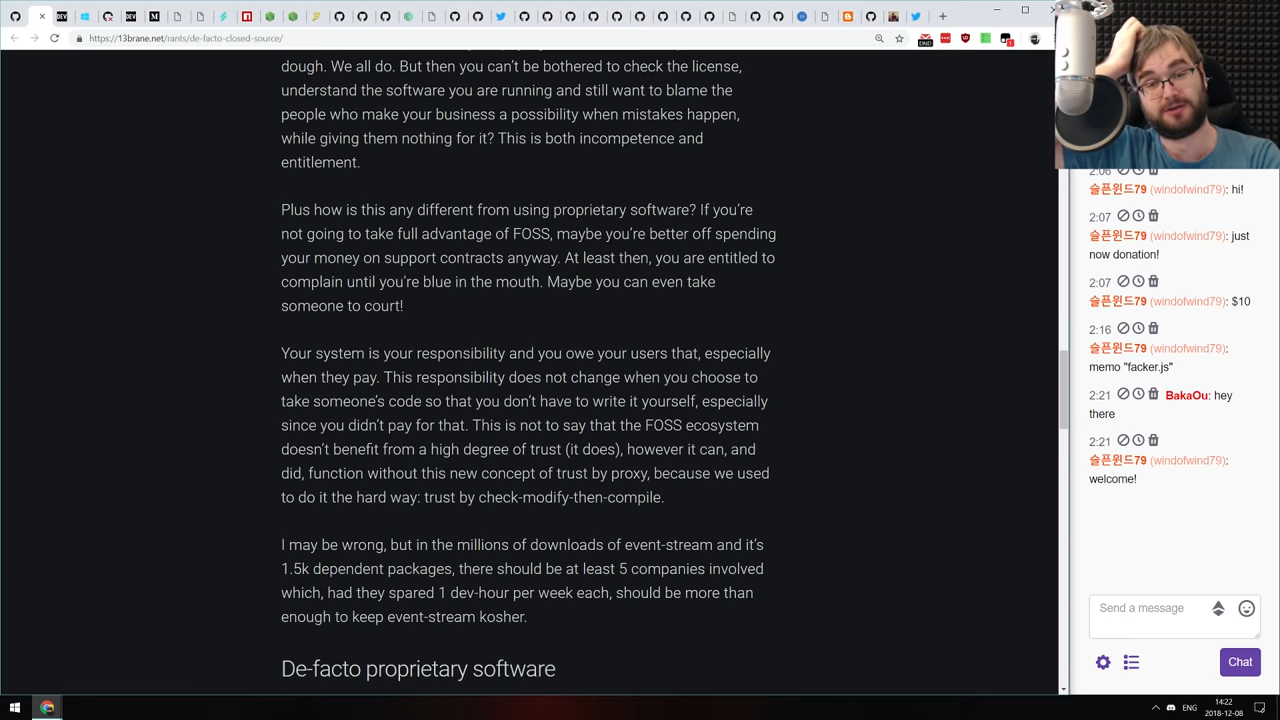 https://13brane.net/rants/de-facto-closed-source/
DND
1
dough. We all do. But then you can't be bothered to check the license,
understand the software you are running and still want to blame the
people who make your business a possibility when mistakes happen,
while giving them nothing for it? This is both incompetence and
entitlement.
Plus how is this any different from using proprietary software? If you're
not going to take full advantage of FOSS, maybe you're better off spending
your money on support contracts anyway. At least then, you are entitled to
complain until you're blue in the mouth. Maybe you can even take
someone to court!
Your system is your responsibility and you owe your users that, especially
when they pay. This responsibility does not change when you choose to
take someone's code so that you don't have to write it yourself, especially
since you didn't pay for that. This is not to say that the FOSS ecosystem
doesn't benefit from a high degree of trust (it does), however it can, and
did, function without this new concept of trust by proxy, because we used
to do it the hard way: trust by check-modify-then-compile.
I may be wrong, but in the millions of downloads of event-stream and it's
1.5k dependent packages, there should be at least 5 companies involved
which, had they spared 1 dev-hour per week each, should be more than
enough to keep event-stream kosher.
De-facto proprietary software
2:06
슬픈윈드79 (windofwind79): hi!
2:07
슬픈윈드79 (windofwind79): just
now donation!
2:07
슬픈윈드79 (windofwind79): $10
2:16
슬픈윈드79 (windofwind79):
memo "facker.js"
2:21 BakaOu: hey
there
2:21
슬픈윈드79 (windofwind79):
welcome!
Send a message
Chat
ENG
14:22
2018-12-08